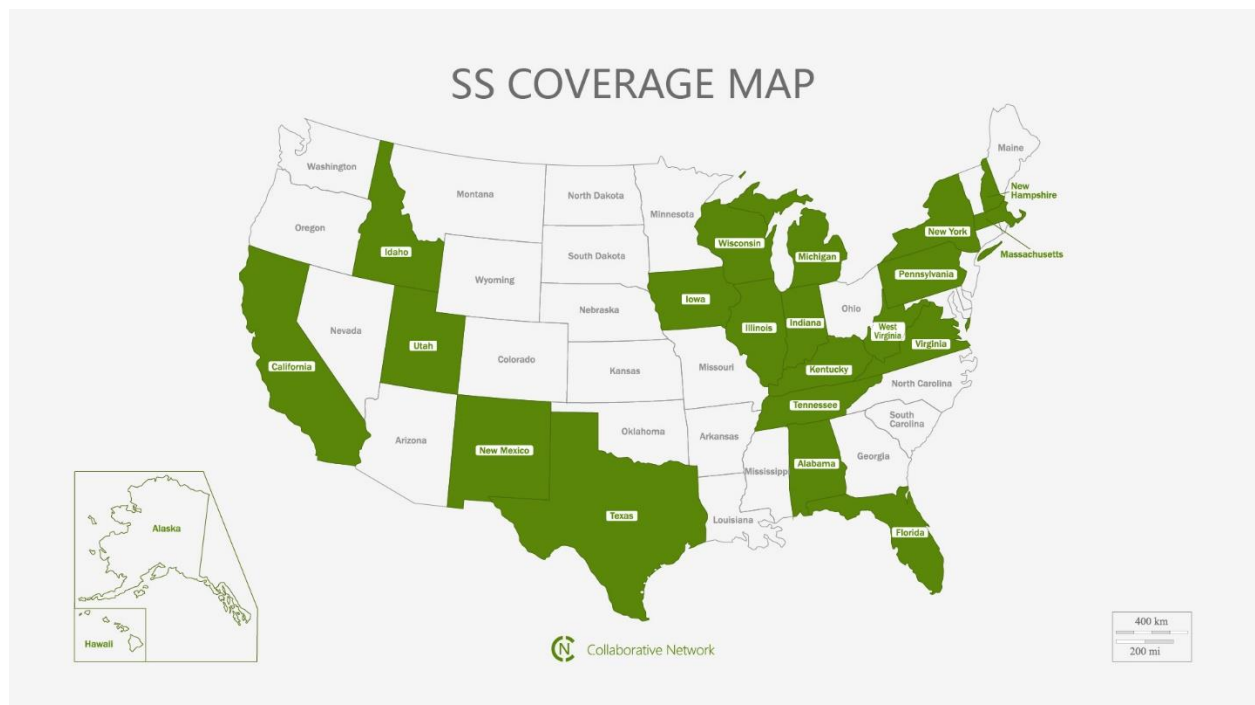 SS COVERAGE MAP
Maine
Washington
Montana
North Dakota
Minnesota
New
Hampshire
Oregon
Idaho
Wisconsin
Michigan
New York
Massachusetts
South Dakota
Wyoming
Pennsylvania
Iowa
Nebraska
Ohio
Nevada
Utah
Illinois
Indiana
West
Virginia
Virginia
California
Colorado
Kansas
Missouri
Kentucky
North Carolina
Tennessee
Arizona
New Mexico
Oklahoma
Arkansas
South
Carolina
Mississippi
Alabama
Georgia
Texas
Louisiana
Florida
Alaska
Hawaii
CN Collaborative Network
400 km
200 mi